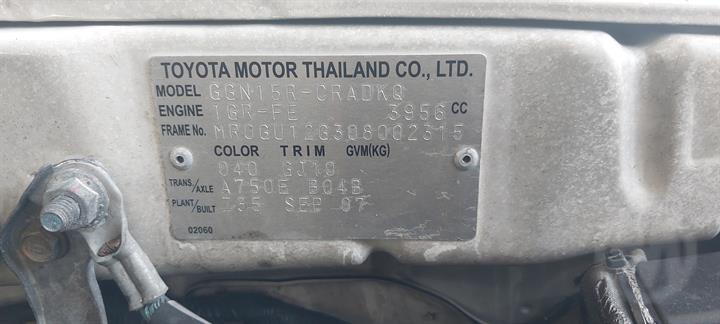 TOYOTA MOTOR THAILAND CO., LTD.
MODEL GGN15R-CRADKQ
ENGINE 1GR-FE 3956 CC
FRAME No. MR0GU12G308002315
COLOR TRIM GVM(KG)
040 GJ10
TRANS/AXLE A750E B04B
PLANT/BUILT Z35 SEP 07
02060